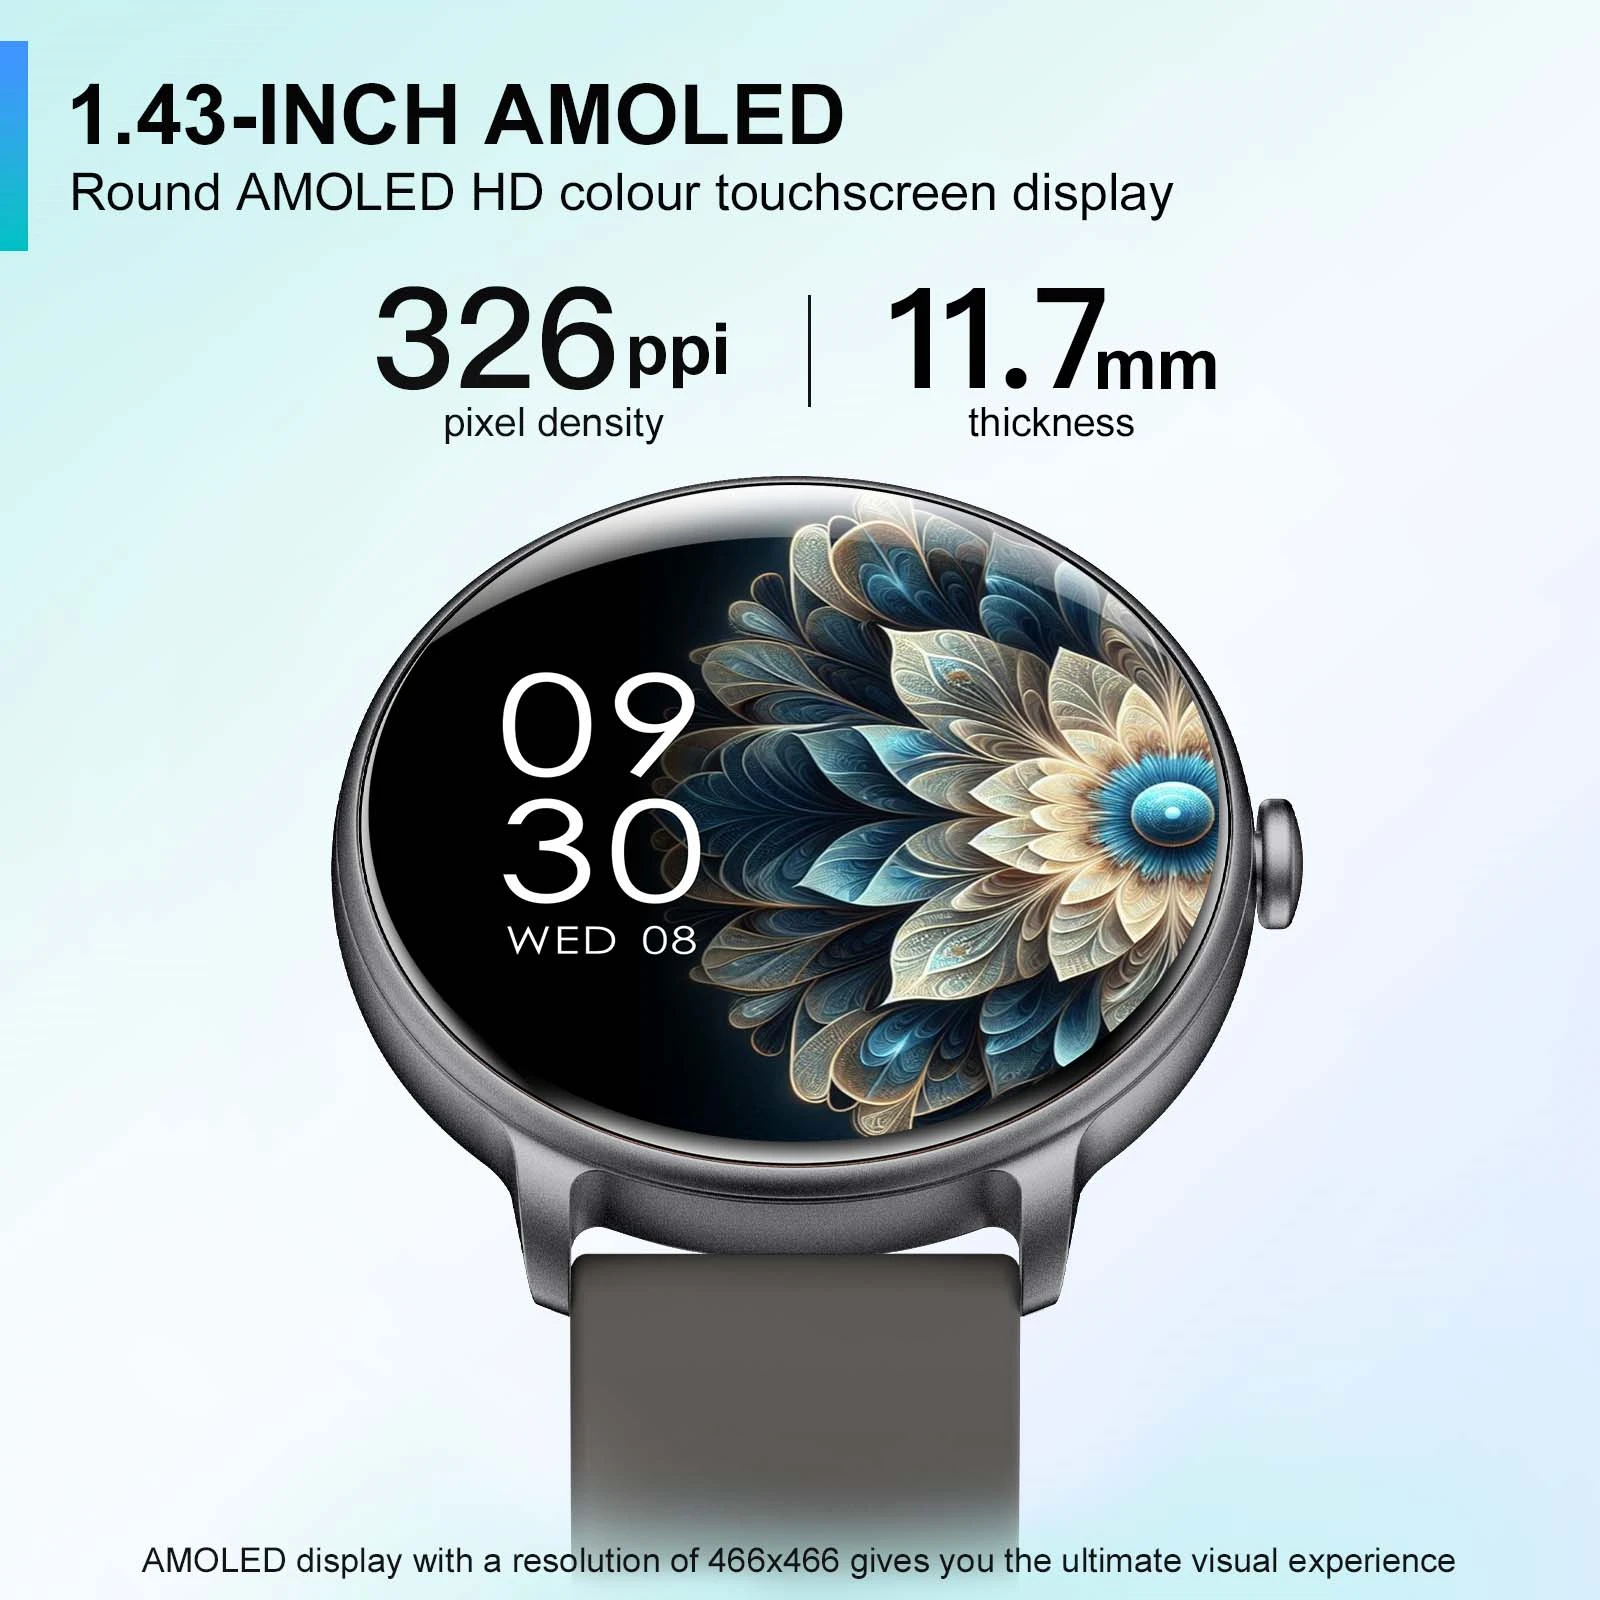 1.43-INCH AMOLED
Round AMOLED HD colour touchscreen display
326ppi 11.7mm
pixel density thickness
09
30
WED 08
AMOLED display with a resolution of 466x466 gives you the ultimate visual experience